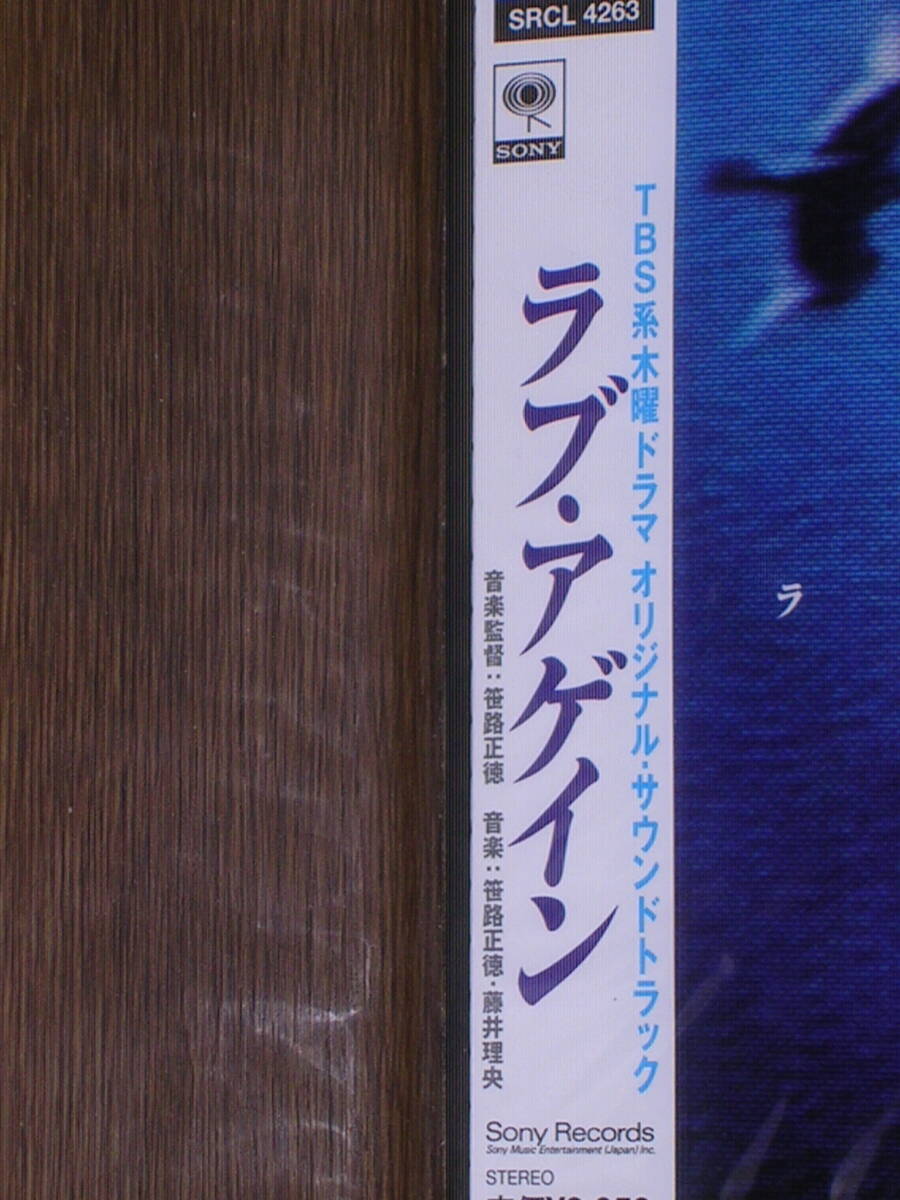 SRCL 4263
SONY
TBS系木曜ドラマ オリジナル・サウンドトラック
ラブ・アゲイン
音楽監督：笹路正徳 音楽：笹路正徳・藤井理央
ラ
Sony Records
Sony Music Entertainment (Japan) Inc.
STEREO